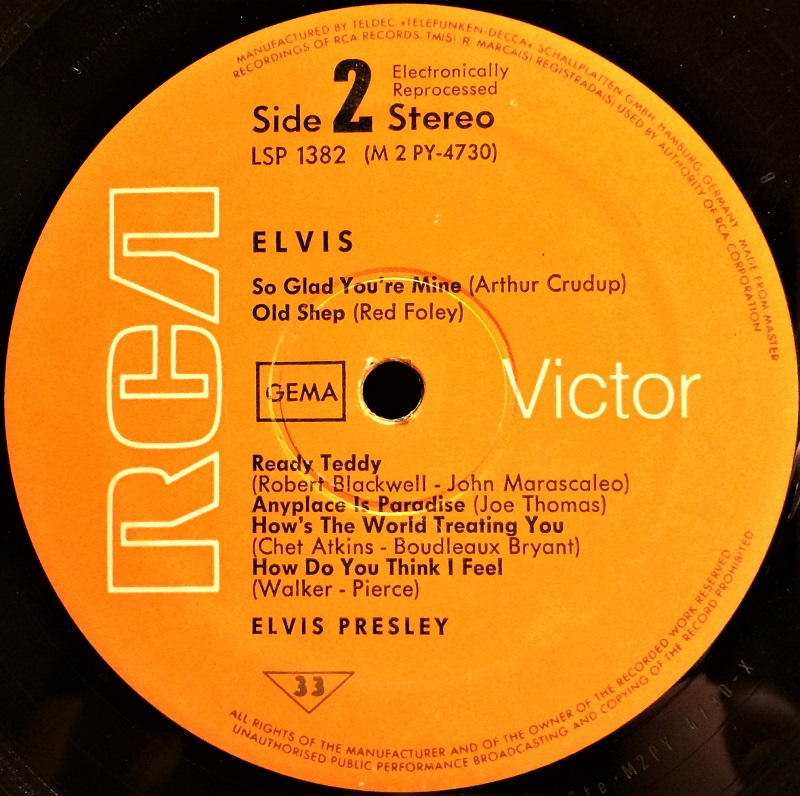 MANUFACTURED BY TELDEC »TELEFUNKEN-DECCA« SCHALLPLATTEN GMBH, HAMBURG, GERMANY MADE FROM MASTER
RECORDINGS OF RCA RECORDS. TM(S) R. MARCA(S) REGISTRADA(S) USED BY AUTHORITY OF RCA CORPORATION
Side 2 Electronically
Reprocessed
Stereo
LSP 1382 (M 2 PY-4730)
RCA
ELVIS
So Glad You're Mine (Arthur Crudup)
Old Shep (Red Foley)
GEMA
Victor
Ready Teddy
(Robert Blackwell - John Marascaleo)
Anyplace Is Paradise (Joe Thomas)
How's The World Treating You
(Chet Atkins - Boudleaux Bryant)
How Do You Think I Feel
(Walker - Pierce)
ELVIS PRESLEY
33
ALL RIGHTS OF THE MANUFACTURER AND OF THE OWNER OF THE RECORDED WORK RESERVED
UNAUTHORISED PUBLIC PERFORMANCE BROADCASTING AND COPYING OF THE RECORD PROHIBITED